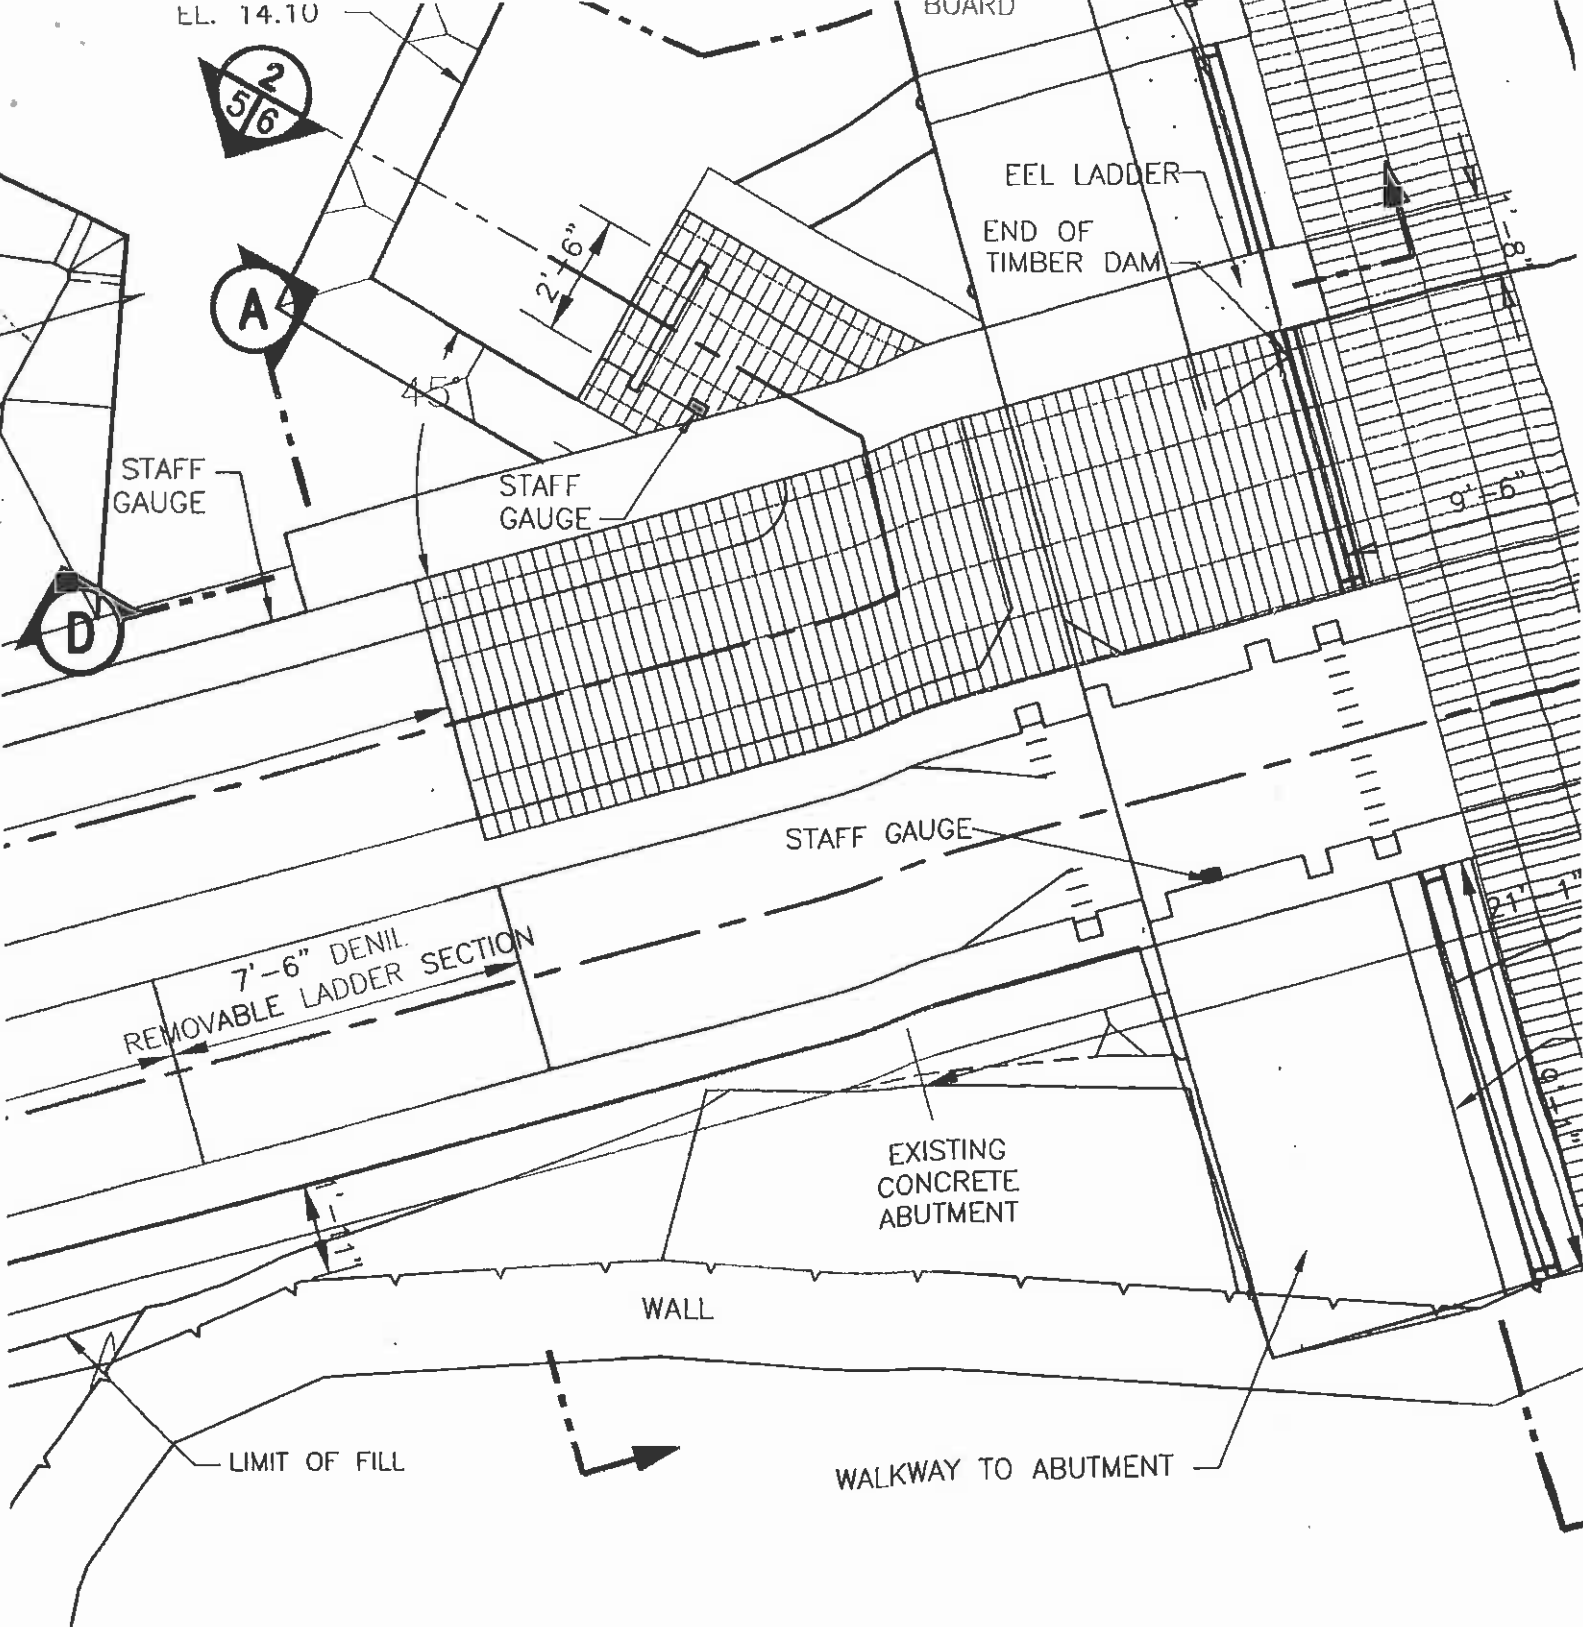 EL. 14.10
BOARD
2
5/6
EEL LADDER
END OF
TIMBER DAM
2'-6"
A
45°
STAFF
GAUGE
STAFF
GAUGE
9'-6"
D
STAFF GAUGE
7'-6" DENIL
REMOVABLE LADDER SECTION
EXISTING
CONCRETE
ABUTMENT
WALL
LIMIT OF FILL
WALKWAY TO ABUTMENT